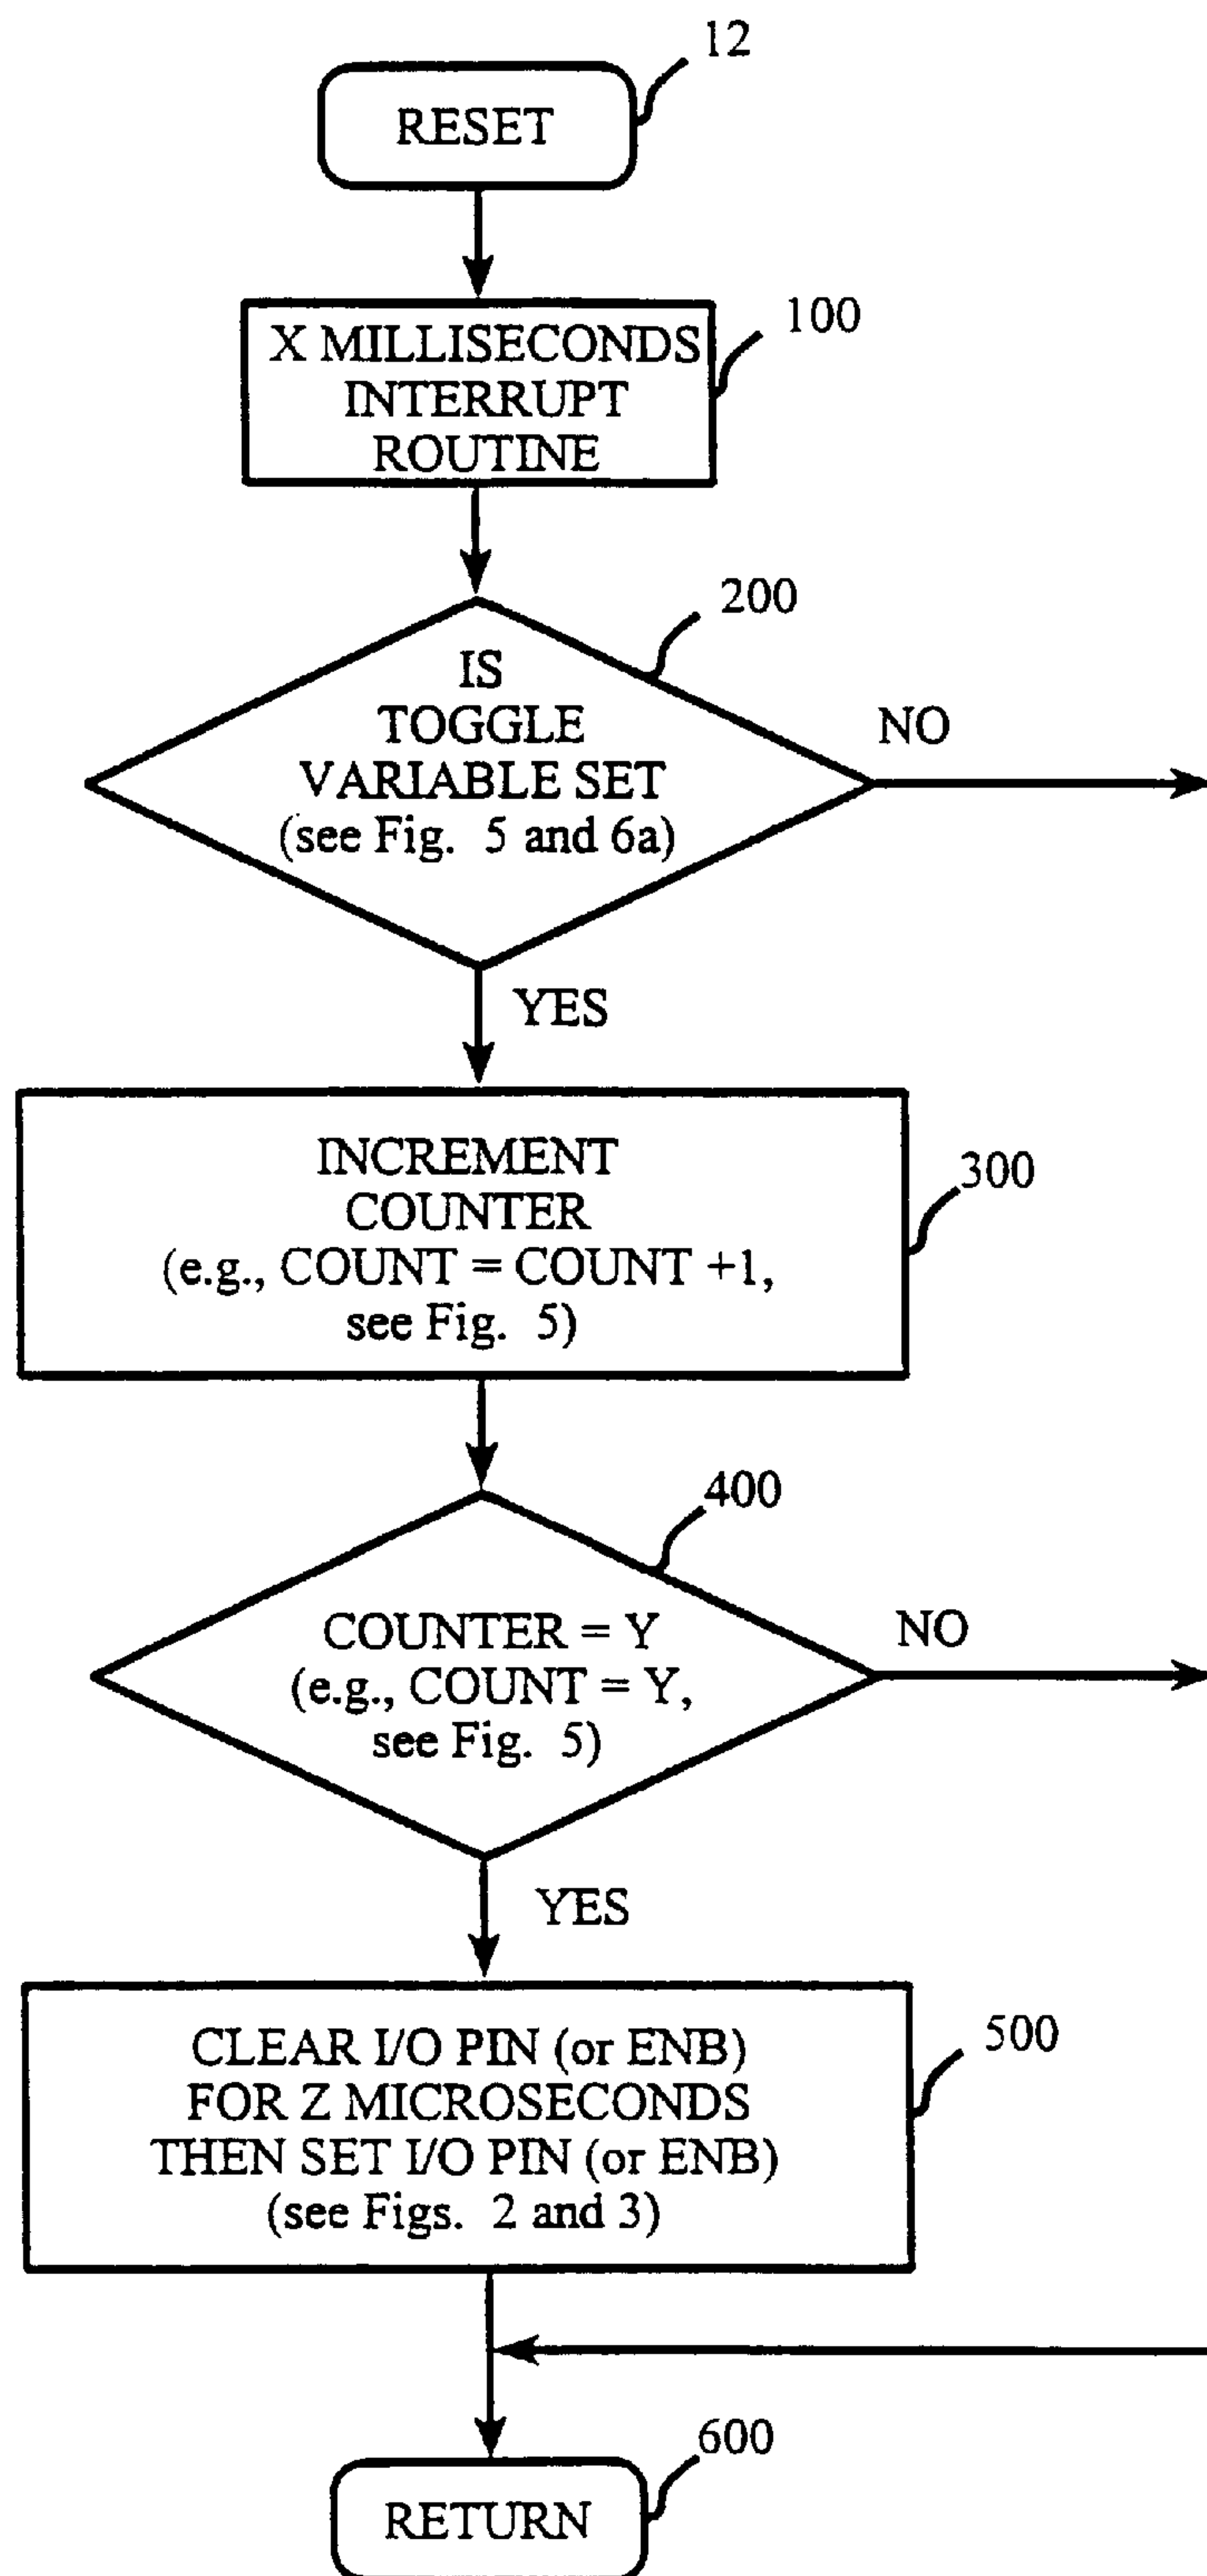 12
RESET
100
X MILLISECONDS
INTERRUPT
ROUTINE
200
IS
TOGGLE
VARIABLE SET
(see Fig. 5 and 6a)
NO
YES
300
INCREMENT
COUNTER
(e.g., COUNT = COUNT +1,
see Fig. 5)
400
COUNTER = Y
(e.g., COUNT = Y,
see Fig. 5)
NO
YES
500
CLEAR I/O PIN (or ENB)
FOR Z MICROSECONDS
THEN SET I/O PIN (or ENB)
(see Figs. 2 and 3)
600
RETURN